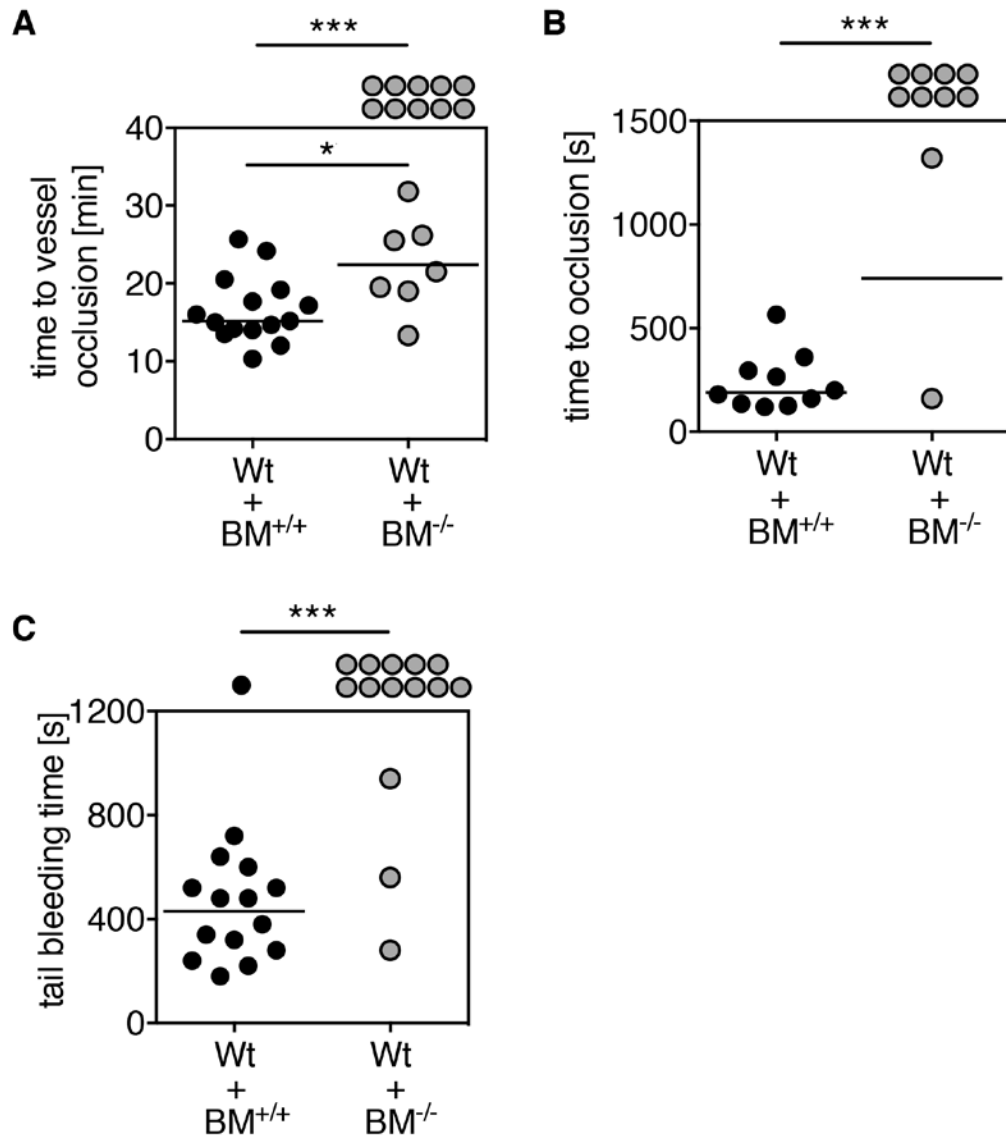 A
***
*
40
30
20
10
0
time to vessel
occlusion [min]
Wt
+
BM+/+
Wt
+
BM-/-
B
***
1500
1000
500
0
time to occlusion [s]
Wt
+
BM+/+
Wt
+
BM-/-
C
***
1200
800
400
0
tail bleeding time [s]
Wt
+
BM+/+
Wt
+
BM-/-